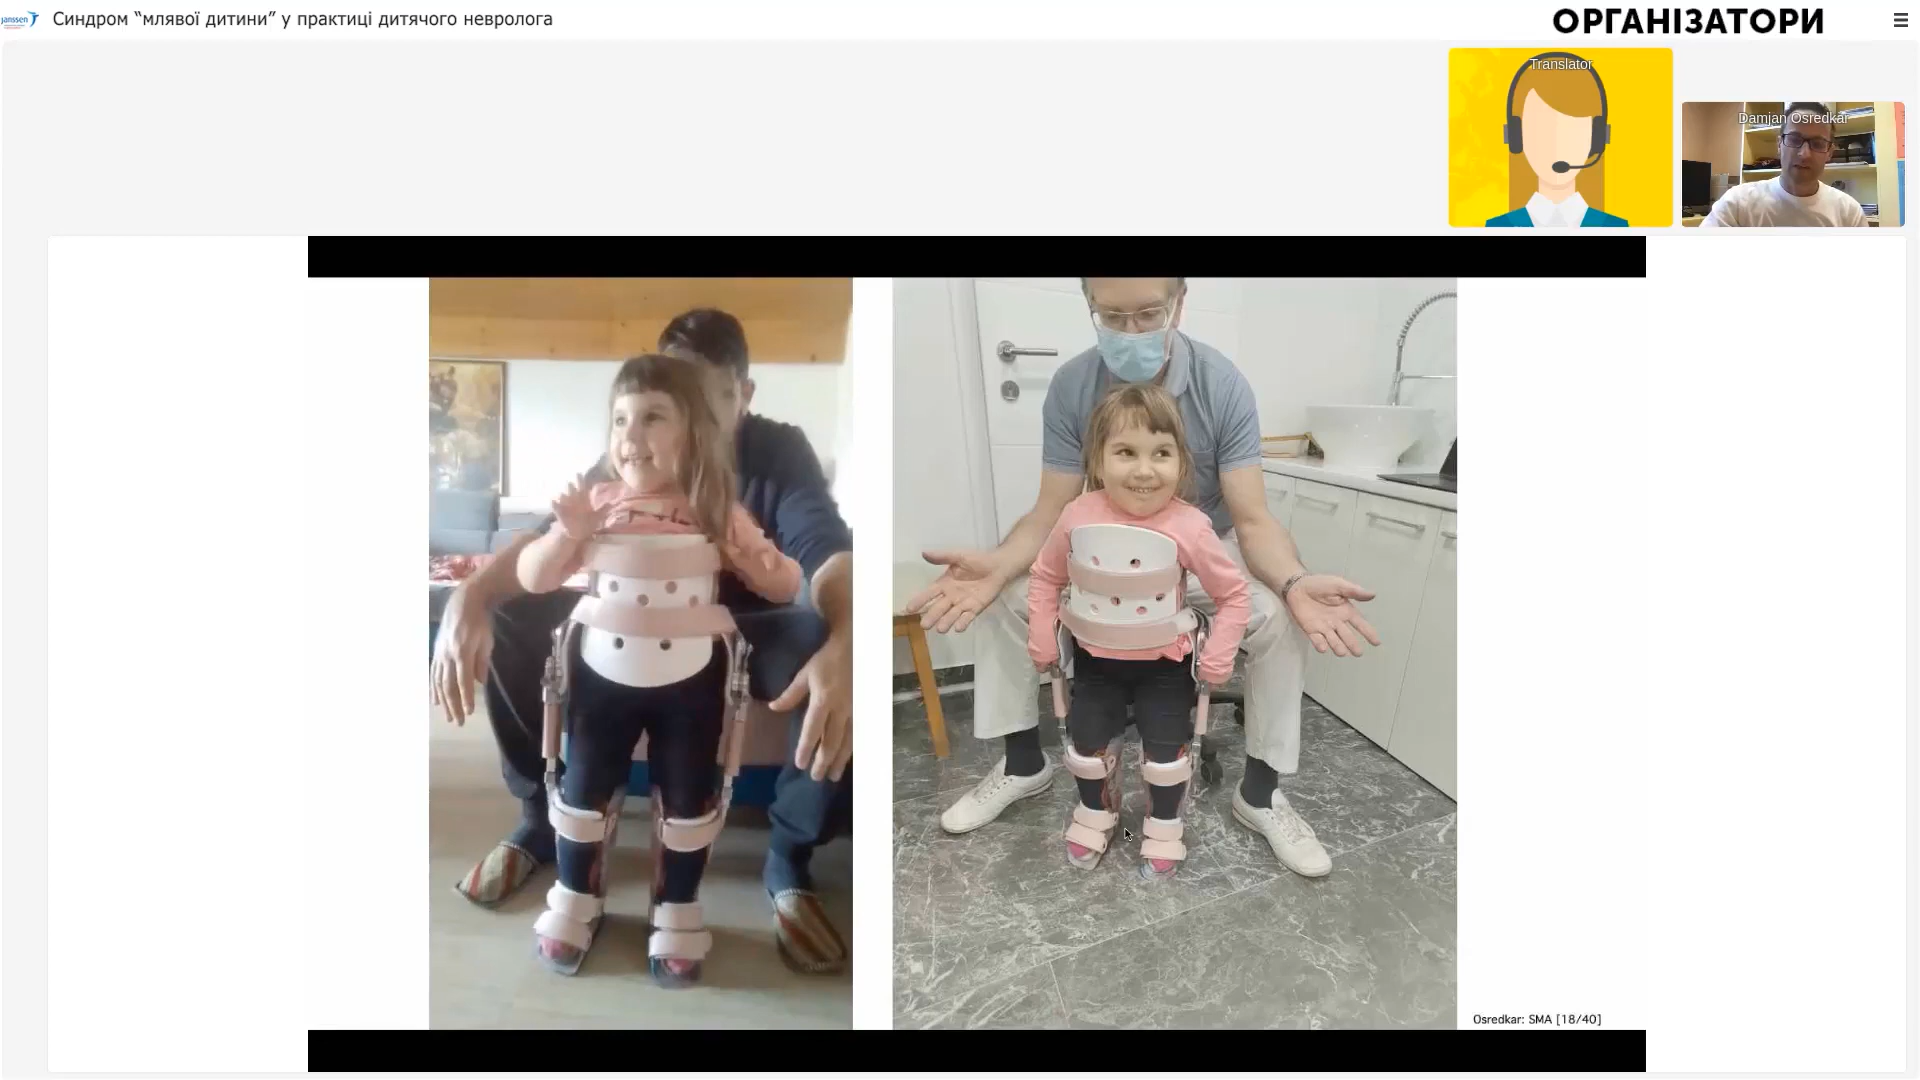 janssen
Синдром “млявої дитини” у практиці дитячого невролога
ОРГАНІЗАТОРИ
Translator
Damjan Osredkar
Osredkar: SMA [18/40]